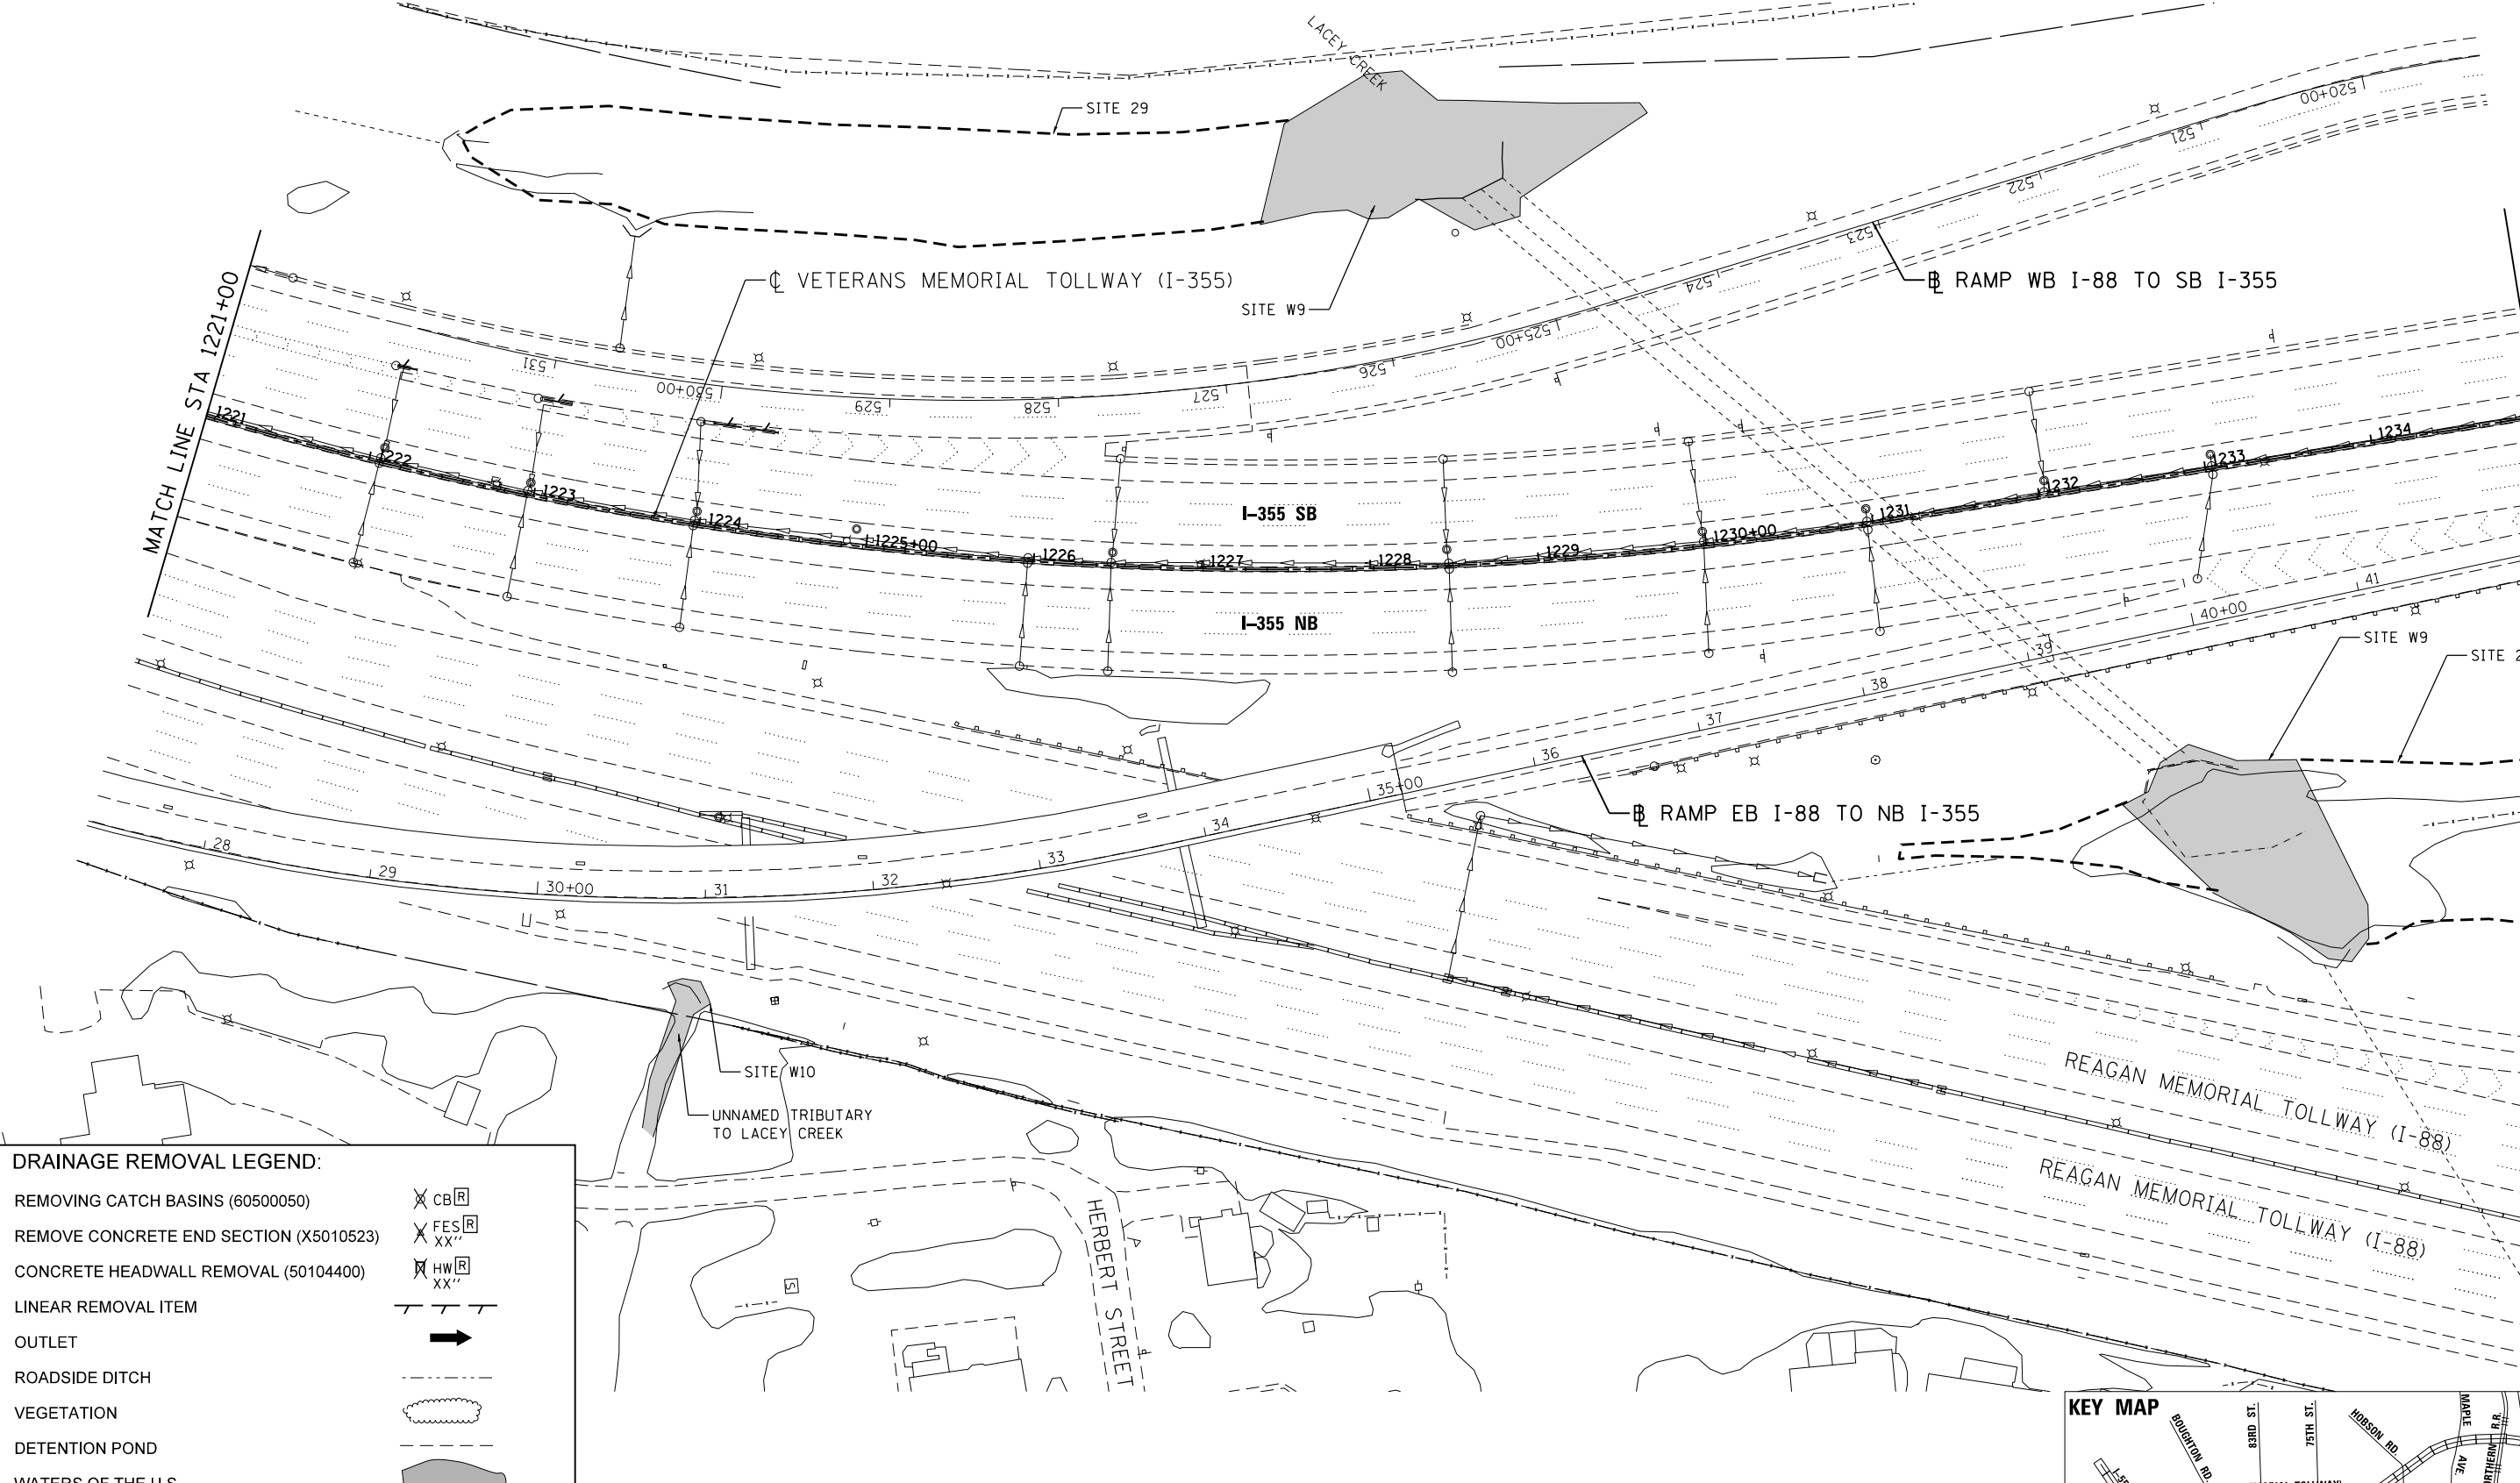 LACEY CREEK
SITE 29
520+00
521
522
523
524
525+00
526
527
528
529
530+00
531
℄ VETERANS MEMORIAL TOLLWAY (I-355)
SITE W9
BL RAMP WB I-88 TO SB I-355
MATCH LINE STA 1221+00
1221
1222
1223
1224
1225+00
1226
1227
1228
1229
1230+00
1231
1232
1233
1234
I-355 SB
I-355 NB
SITE W9
SITE 2
28
29
30+00
31
32
33
34
35+00
36
37
38
39
40+00
41
BL RAMP EB I-88 TO NB I-355
SITE W10
UNNAMED TRIBUTARY
TO LACEY CREEK
REAGAN MEMORIAL TOLLWAY (I-88)
REAGAN MEMORIAL TOLLWAY (I-88)
HERBERT STREET
S
DRAINAGE REMOVAL LEGEND:
REMOVING CATCH BASINS (60500050) CB R
REMOVE CONCRETE END SECTION (X5010523) FES R
XX"
CONCRETE HEADWALL REMOVAL (50104400) HW R
XX"
LINEAR REMOVAL ITEM
OUTLET
ROADSIDE DITCH
VEGETATION
DETENTION POND
WATERS OF THE U.S.
KEY MAP
BOUGHTON RD.
83RD ST.
75TH ST.
HOBSON RD.
MAPLE AVE.
R.R.